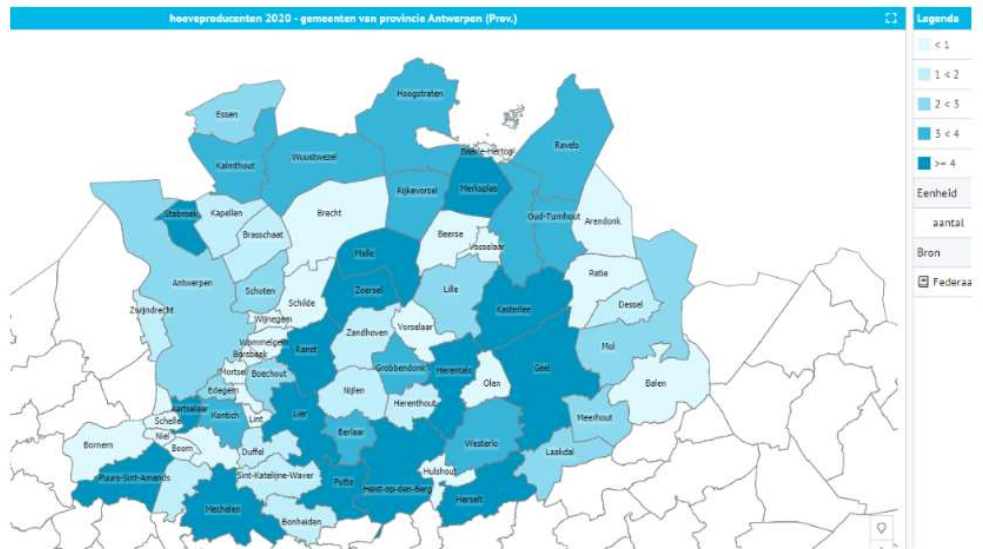 hoeveproducenten 2020 - gemeenten van provincie Antwerpen (Prov.)
Legenda
< 1
1 < 2
2 < 3
3 < 4
>= 4
Eenheid
aantal
Bron
Federaa
Hoogstraten
Essen
Baarle-Hertog
Ravels
Kalmthout
Wuustwezel
Rijkevorsel
Merksplas
Stabroek
Kapellen
Brecht
Oud-Turnhout
Arendonk
Brasschaat
Beerse
Vosselaar
Malle
Antwerpen
Schoten
Zoersel
Lille
Retie
Schilde
Kasterlee
Dessel
Zwijndrecht
Wijnegem
Zandhoven
Vorselaar
Wommelgem
Borsbeek
Ranst
Mol
Mortsel
Boechout
Grobbendonk
Herentals
Geel
Edegem
Nijlen
Olen
Balen
Aartselaar
Kontich
Lint
Lier
Herenthout
Meerhout
Schelle
Niel
Berlaar
Westerlo
Bornem
Boom
Duffel
Laakdal
Puurs-Sint-Amands
Sint-Katelijne-Waver
Putte
Heist-op-den-Berg
Hulshout
Herselt
Mechelen
Bonheiden